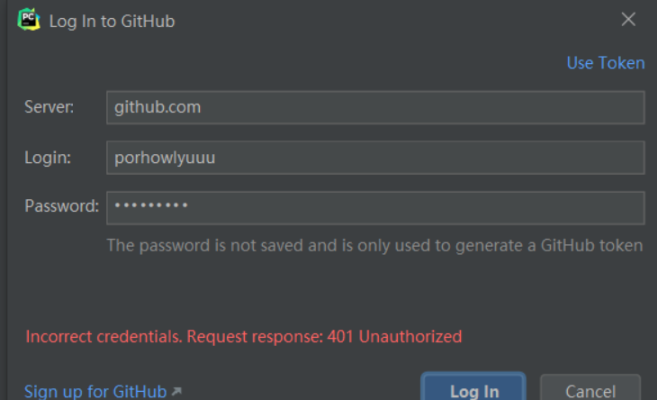 PC
Log In to GitHub
Use Token
Server: github.com
Login: porhowlyuuu
Password: •••••••••
The password is not saved and is only used to generate a GitHub token
Incorrect credentials. Request response: 401 Unauthorized
Sign up for GitHub ↗ Log In Cancel